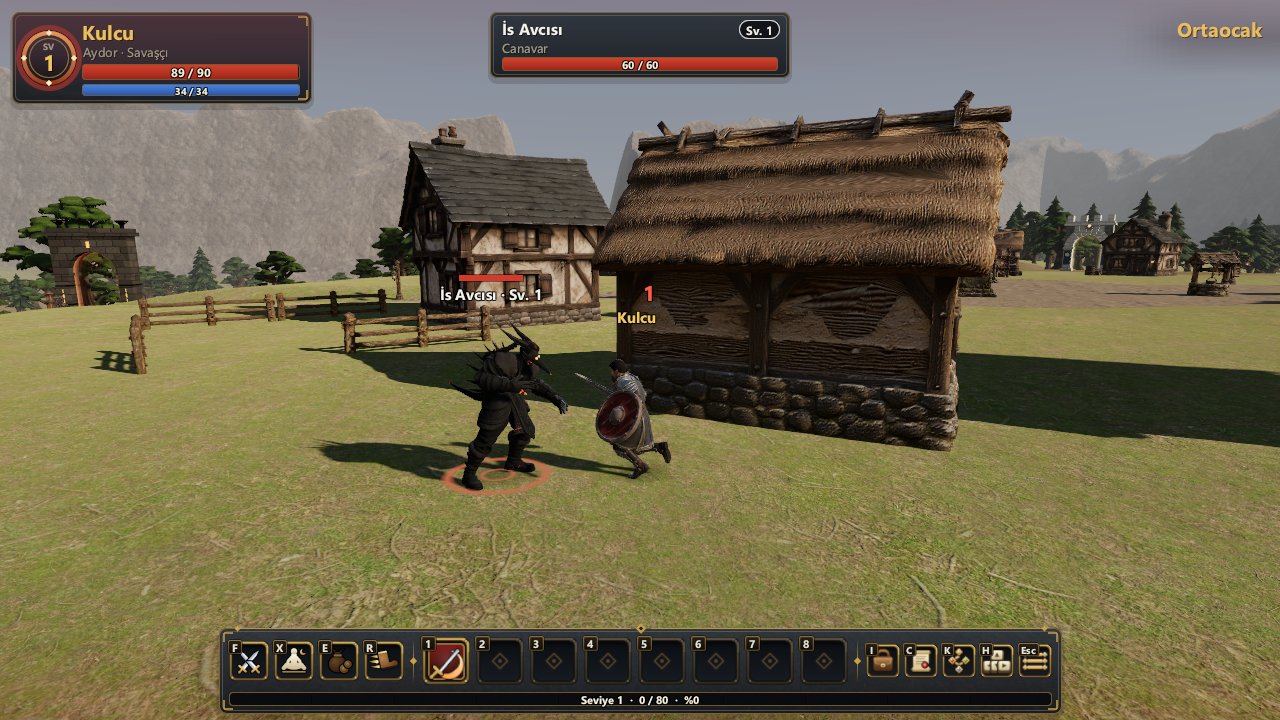 Kulcu
SV
1
Aydor · Savaşçı
89 / 90
34 / 34
İs Avcısı
Sv. 1
Canavar
60 / 60
Ortaocak
İs Avcısı · Sv. 1
1
Kulcu
F
X
E
R
1
2
3
4
5
6
7
8
I
C
K
H
Esc
Seviye 1 · 0 / 80 · %0